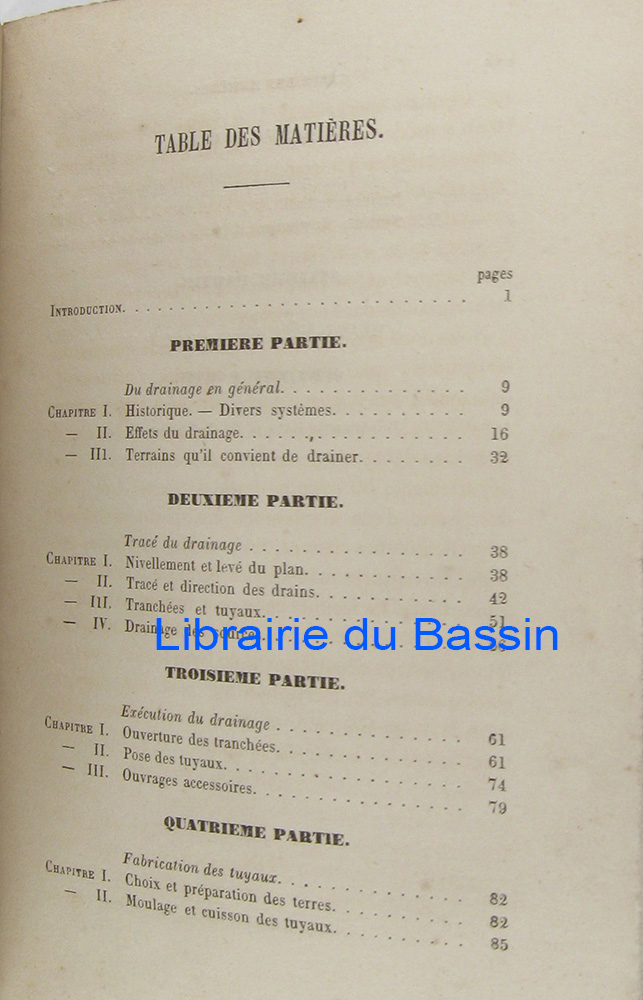 TABLE DES MATIÈRES.
pages
INTRODUCTION. . . . . . . . . . . . . . . . . . . . . . . . 1
PREMIERE PARTIE.
Du drainage en général. . . . . . . . . . . . . 9
CHAPITRE I. Historique. — Divers systèmes. . . . . . . . . 9
— II. Effets du drainage. . . . . . . . . . . . . . . 16
— III. Terrains qu'il convient de drainer. . . . . . . . 32
DEUXIEME PARTIE.
Tracé du drainage . . . . . . . . . . . . . . . 38
CHAPITRE I. Nivellement et levé du plan. . . . . . . . . . 38
— II. Tracé et direction des drains. . . . . . . . . . 42
— III. Tranchées et tuyaux. . . . . . . . . . . . . . 51
— IV. Drainage des
Librairie du Bassin
TROISIEME PARTIE.
Exécution du drainage . . . . . . . . . . . . . 61
CHAPITRE I. Ouverture des tranchées. . . . . . . . . . . . 61
— II. Pose des tuyaux. . . . . . . . . . . . . . . . 74
— III. Ouvrages accessoires. . . . . . . . . . . . . . 79
QUATRIEME PARTIE.
Fabrication des tuyaux. . . . . . . . . . . . . 82
CHAPITRE I. Choix et préparation des terres. . . . . . . . . 82
— II. Moulage et cuisson des tuyaux. . . . . . . . . 85